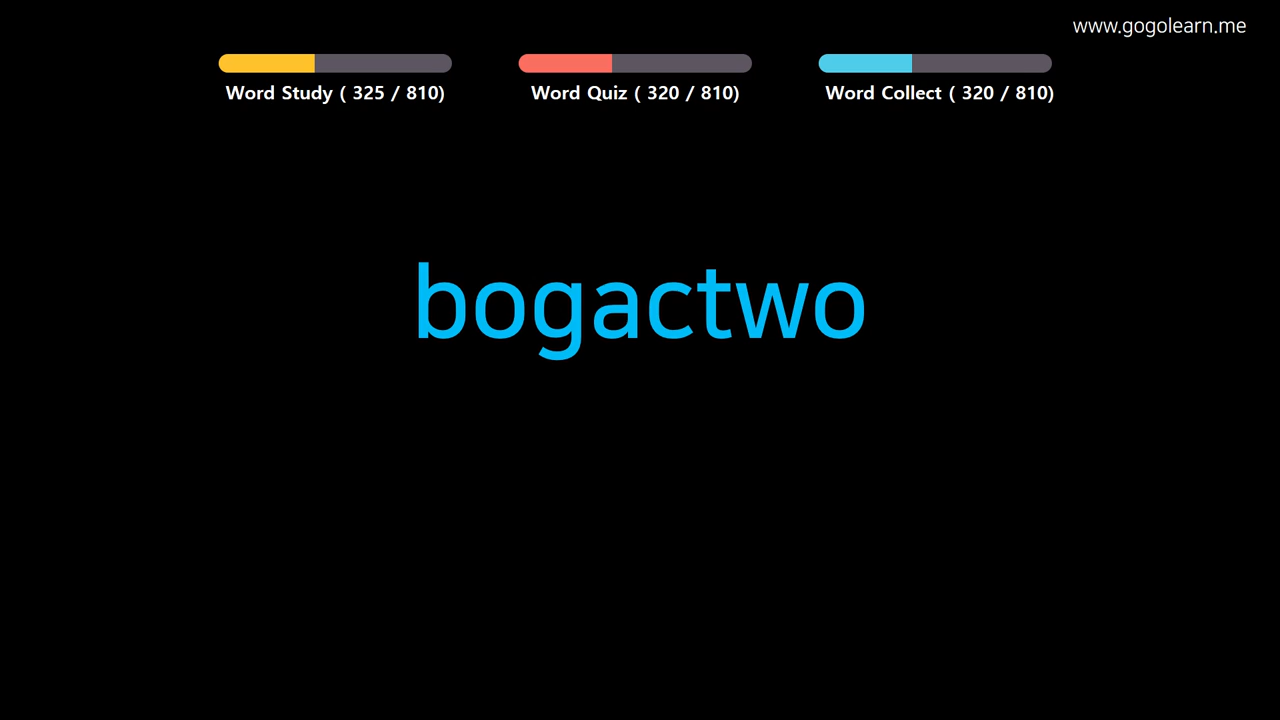 www.gogolearn.me
Word Study ( 325 / 810)
Word Quiz ( 320 / 810)
Word Collect ( 320 / 810)
bogactwo